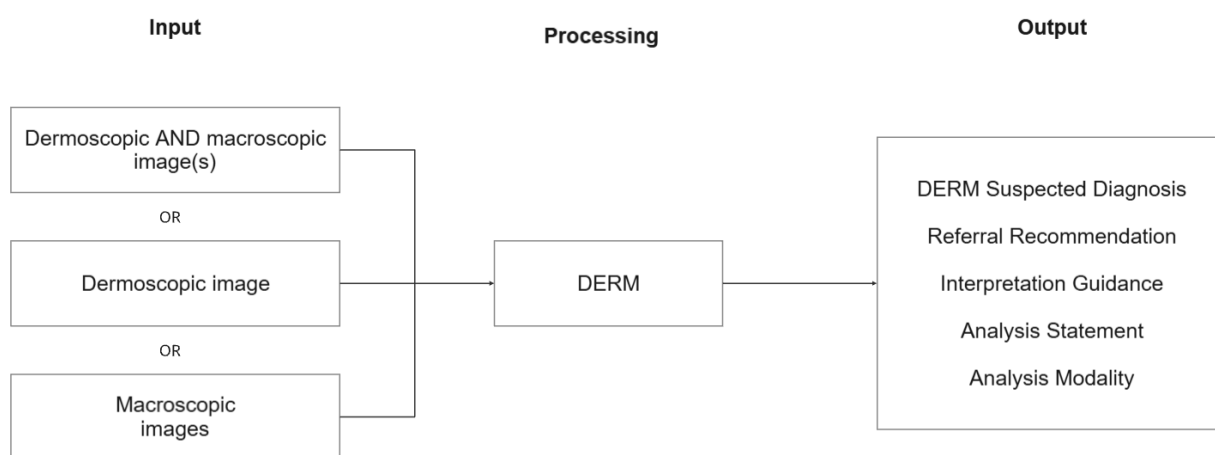 Input
Processing
Output
Dermoscopic AND macroscopic
image(s)
OR
Dermoscopic image
OR
Macroscopic
images
DERM
DERM Suspected Diagnosis
Referral Recommendation
Interpretation Guidance
Analysis Statement
Analysis Modality